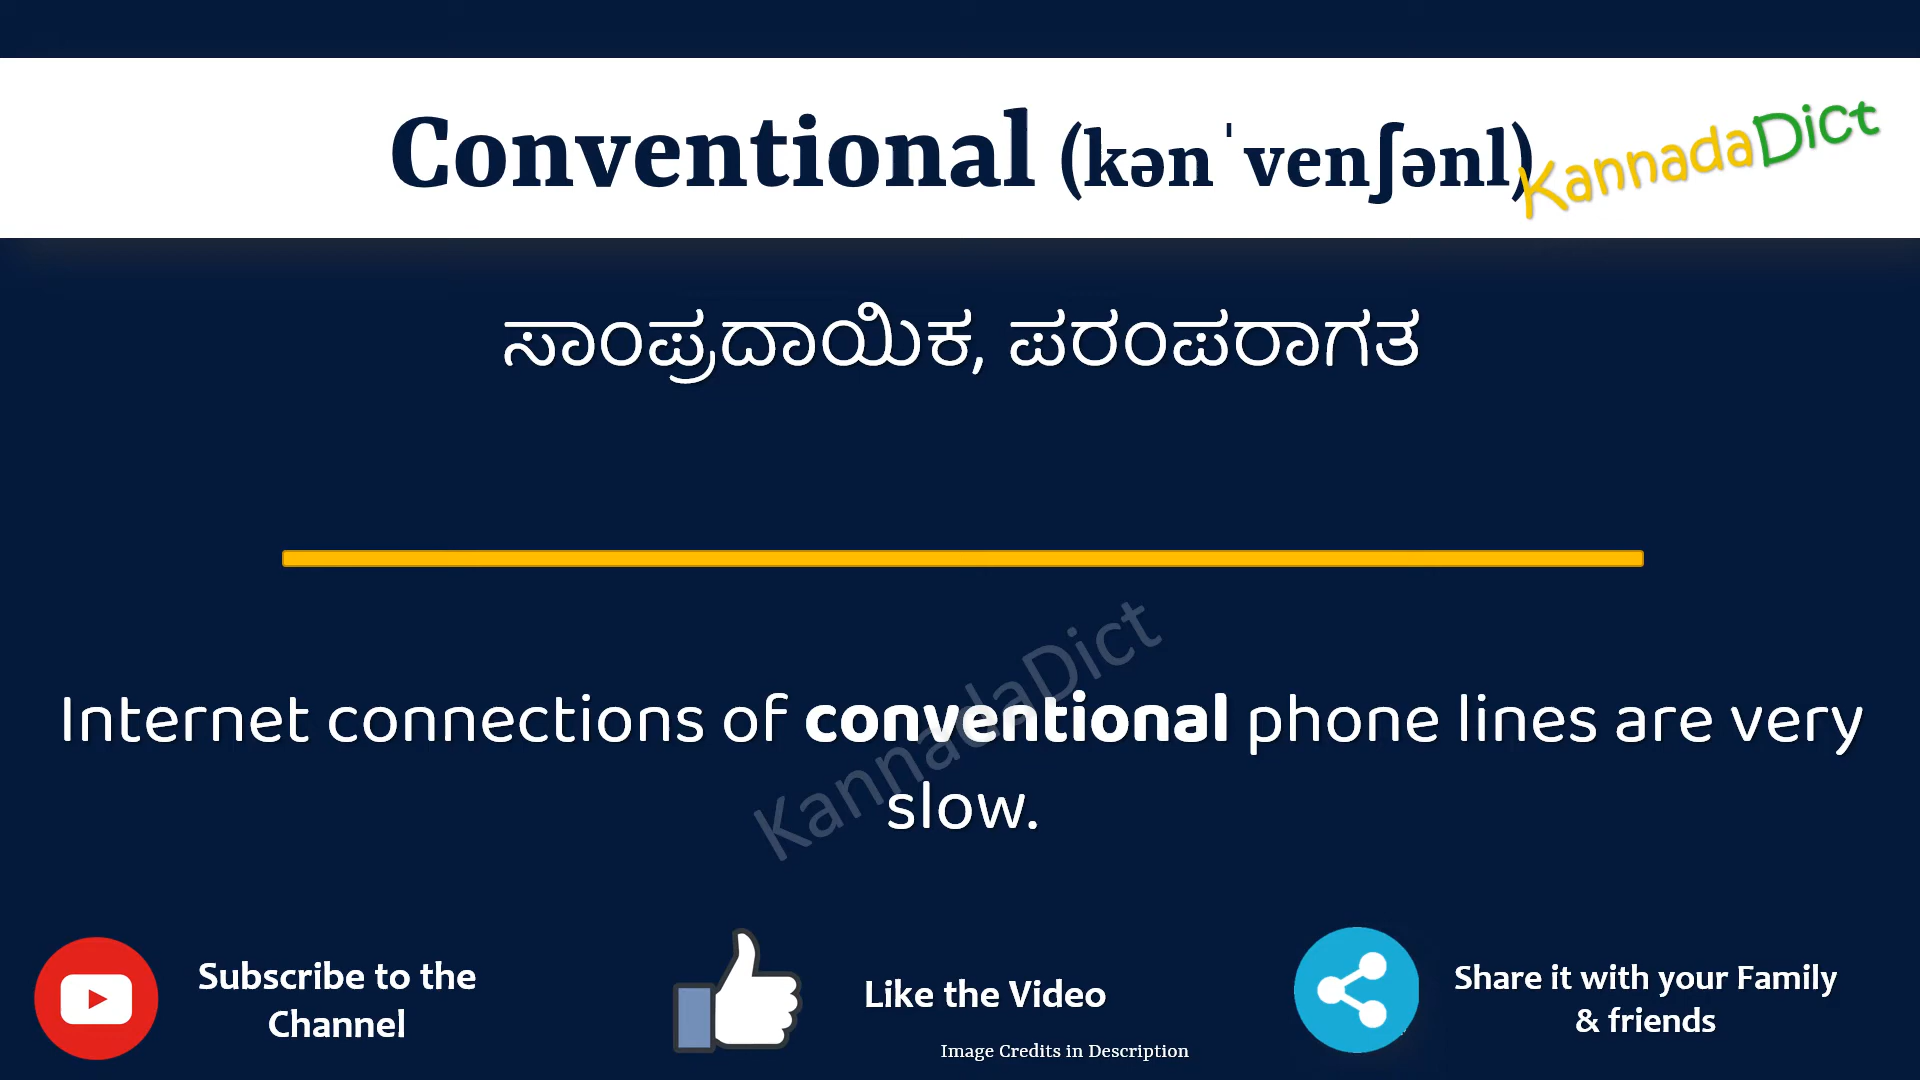 Conventional (kənˈvenʃənl)
KannadaDict
ಸಾಂಪ್ರದಾಯಿಕ, ಪರಂಪರಾಗತ
KannadaDict
Internet connections of conventional phone lines are very
slow.
Subscribe to the
Channel
Like the Video
Share it with your Family
& friends
Image Credits in Description